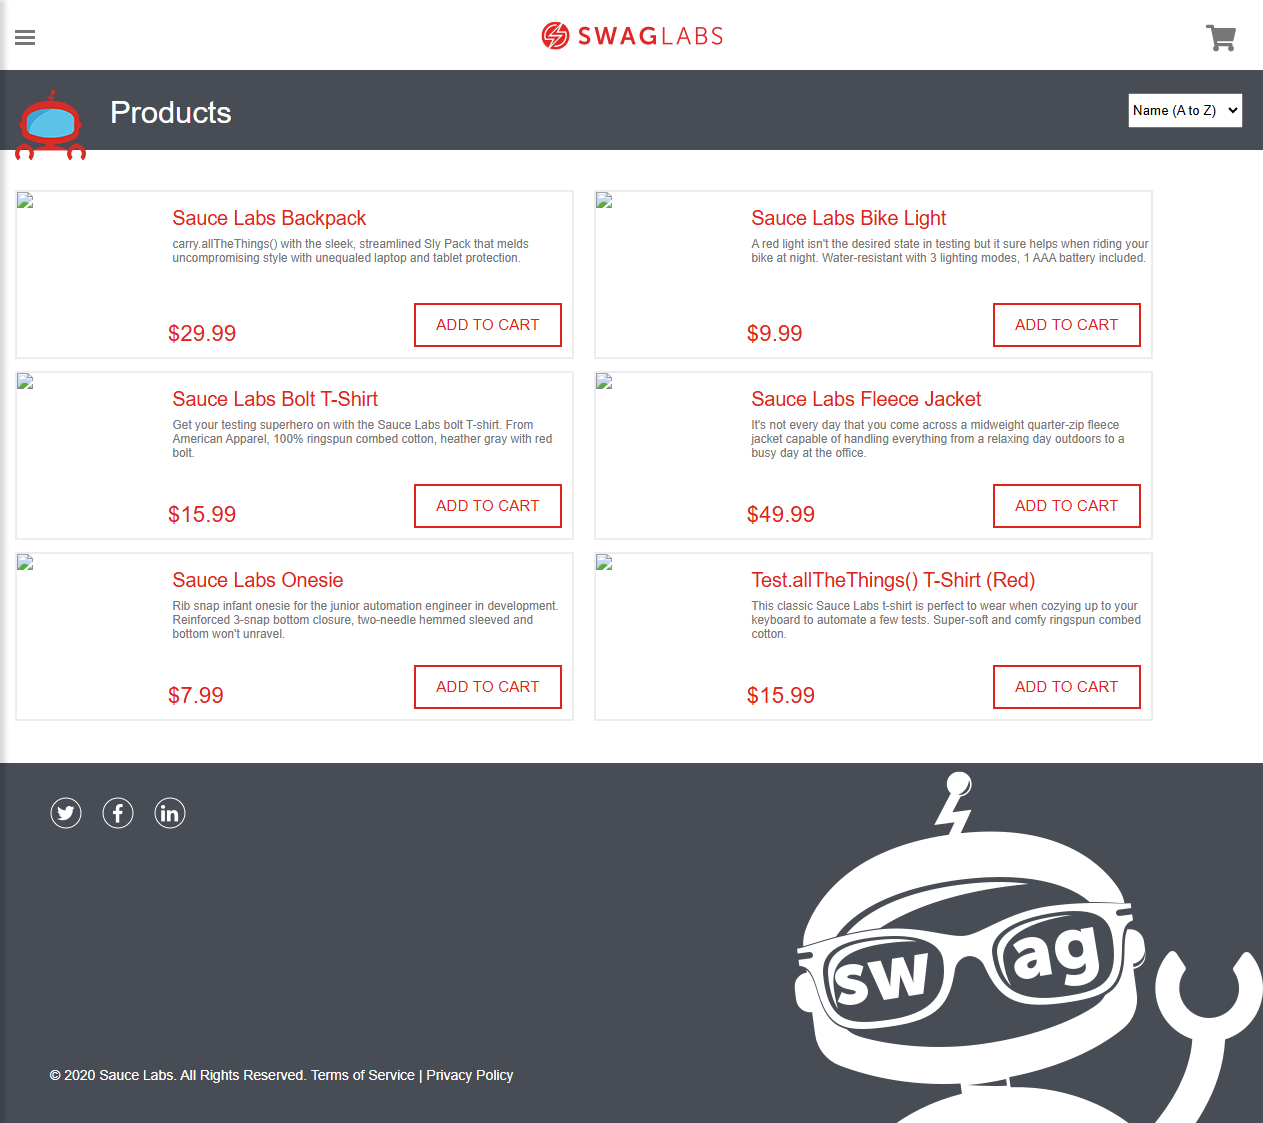 SWAGLABS
Products
Name (A to Z)
Sauce Labs Backpack
carry.allTheThings() with the sleek, streamlined Sly Pack that melds
uncompromising style with unequaled laptop and tablet protection.
$29.99
ADD TO CART
Sauce Labs Bike Light
A red light isn't the desired state in testing but it sure helps when riding your
bike at night. Water-resistant with 3 lighting modes, 1 AAA battery included.
$9.99
ADD TO CART
Sauce Labs Bolt T-Shirt
Get your testing superhero on with the Sauce Labs bolt T-shirt. From
American Apparel, 100% ringspun combed cotton, heather gray with red
bolt.
$15.99
ADD TO CART
Sauce Labs Fleece Jacket
It's not every day that you come across a midweight quarter-zip fleece
jacket capable of handling everything from a relaxing day outdoors to a
busy day at the office.
$49.99
ADD TO CART
Sauce Labs Onesie
Rib snap infant onesie for the junior automation engineer in development.
Reinforced 3-snap bottom closure, two-needle hemmed sleeved and
bottom won't unravel.
$7.99
ADD TO CART
Test.allTheThings() T-Shirt (Red)
This classic Sauce Labs t-shirt is perfect to wear when cozying up to your
keyboard to automate a few tests. Super-soft and comfy ringspun combed
cotton.
$15.99
ADD TO CART
swag
© 2020 Sauce Labs. All Rights Reserved. Terms of Service | Privacy Policy